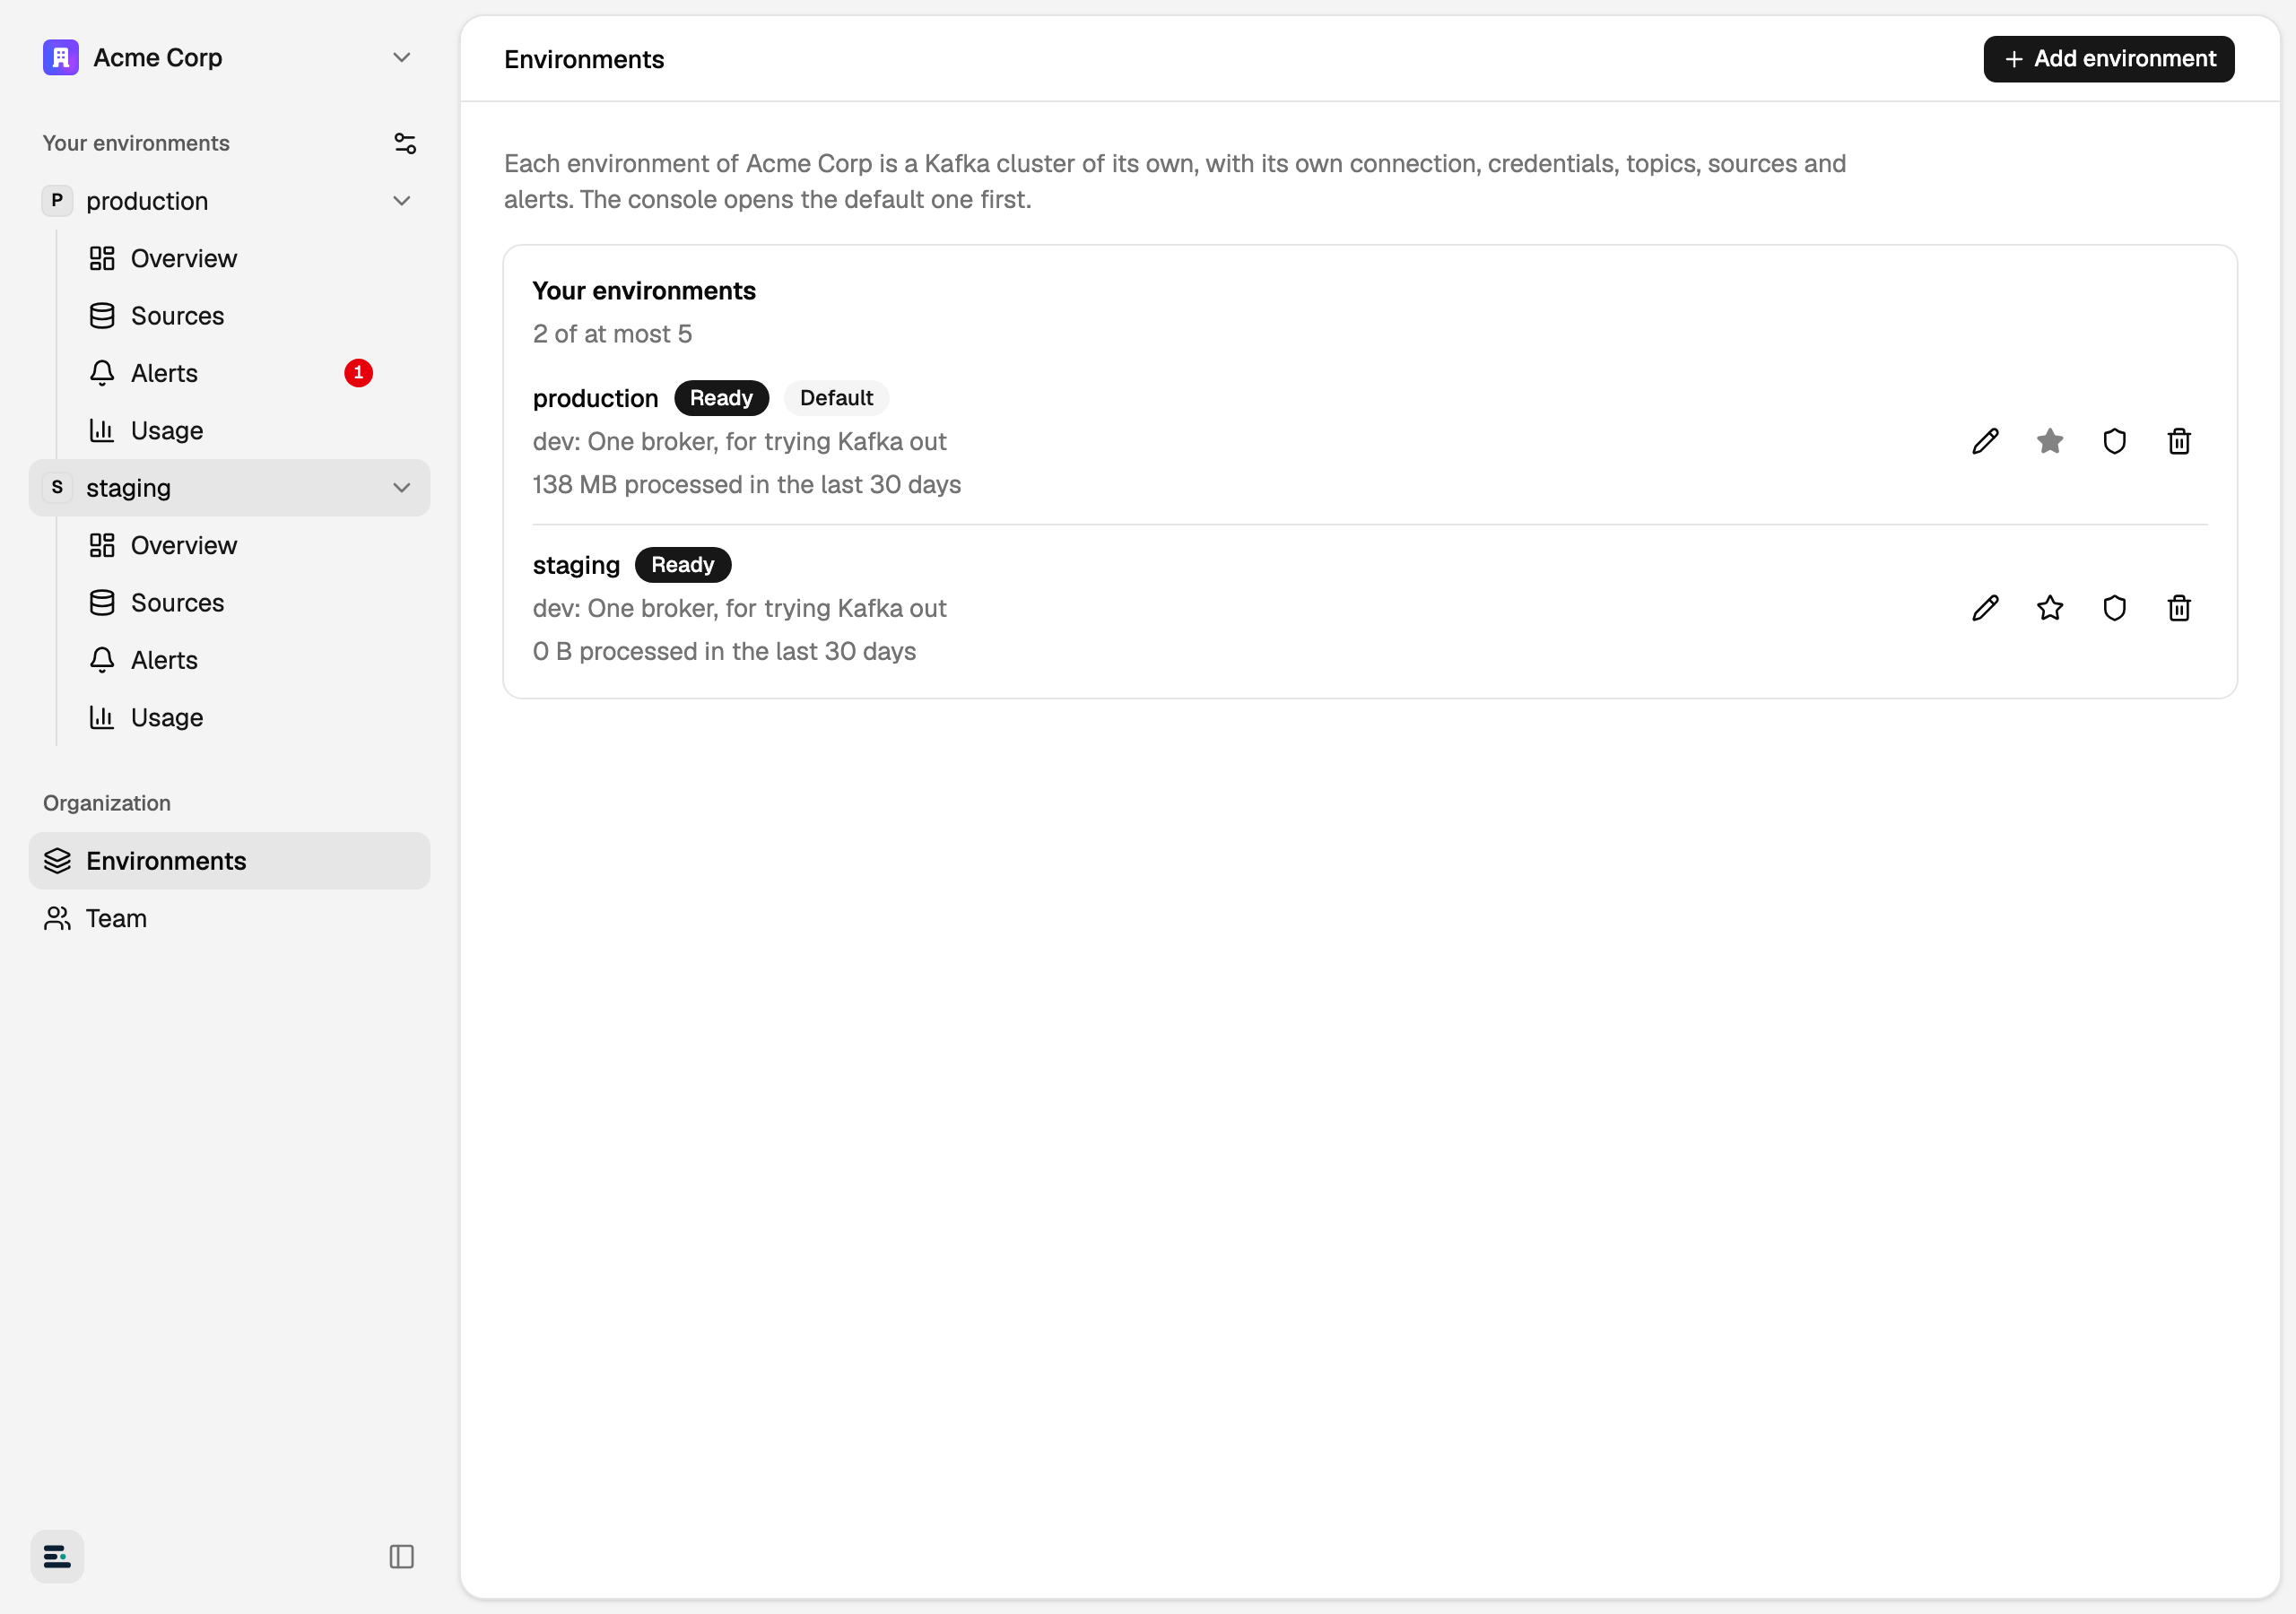 Acme Corp
Your environments
P production
Overview
Sources
Alerts 1
Usage
S staging
Overview
Sources
Alerts
Usage
Organization
Environments
Team
Environments
+ Add environment
Each environment of Acme Corp is a Kafka cluster of its own, with its own connection, credentials, topics, sources and
alerts. The console opens the default one first.
Your environments
2 of at most 5
production Ready Default
dev: One broker, for trying Kafka out
138 MB processed in the last 30 days
staging Ready
dev: One broker, for trying Kafka out
0 B processed in the last 30 days